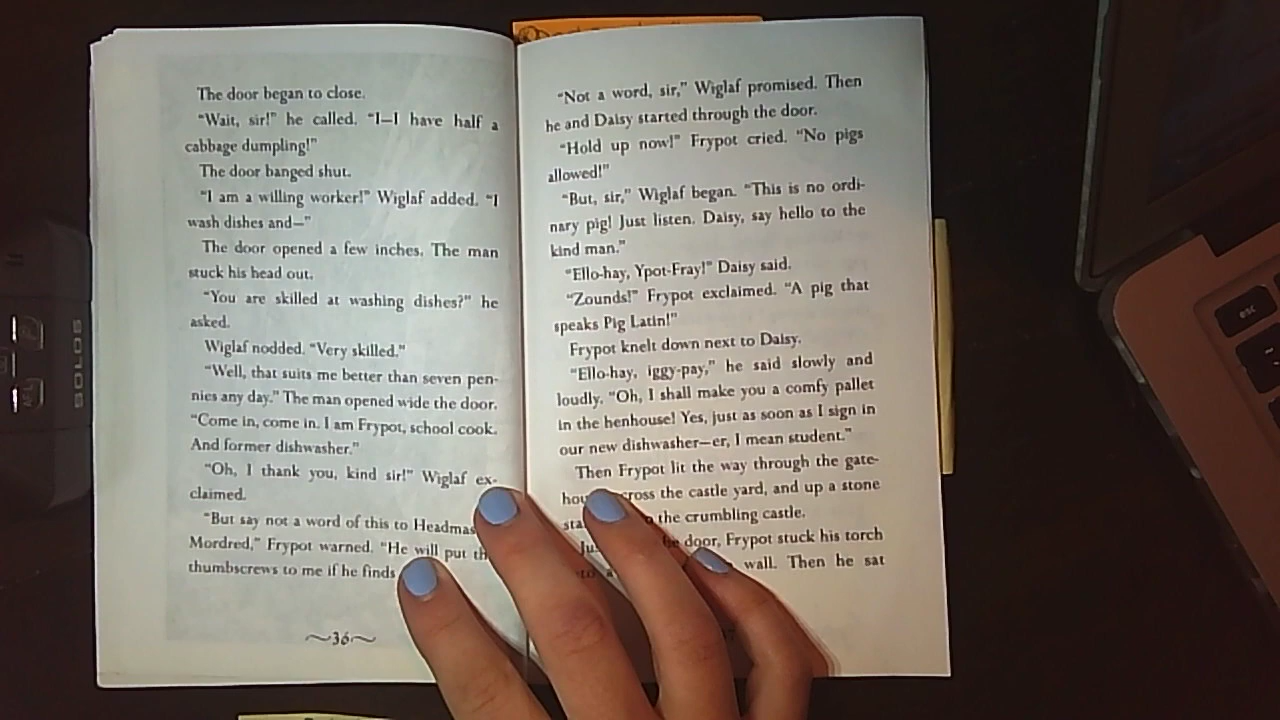 The door began to close.
"Wait, sir!" he called. "I—I have half a
cabbage dumpling!"
The door banged shut.
"I am a willing worker!" Wiglaf added. "I
wash dishes and—"
The door opened a few inches. The man
stuck his head out.
"You are skilled at washing dishes?" he
asked.
Wiglaf nodded. "Very skilled."
"Well, that suits me better than seven pen-
nies any day." The man opened wide the door.
"Come in, come in. I am Frypot, school cook.
And former dishwasher."
"Oh, I thank you, kind sir!" Wiglaf ex-
claimed.
"But say not a word of this to
Mordred," Frypot warned. "He will put
thumbscrews to me if he finds
~36~
"Not a word, sir," Wiglaf promised. Then
he and Daisy started through the door.
"Hold up now!" Frypot cried. "No pigs
allowed!"
"But, sir," Wiglaf began. "This is no ordi-
nary pig! Just listen. Daisy, say hello to the
kind man."
"Ello-hay, Ypot-Fray!" Daisy said.
"Zounds!" Frypot exclaimed. "A pig that
speaks Pig Latin!"
Frypot knelt down next to Daisy.
"Ello-hay, iggy-pay," he said slowly and
loudly. "Oh, I shall make you a comfy pallet
in the henhouse! Yes, just as soon as I sign in
our new dishwasher—er, I mean student."
Then Frypot lit the way through the gate-
the castle yard, and up a stone
the crumbling castle.
door, Frypot stuck his torch
wall. Then he sat
SOLOS
esc